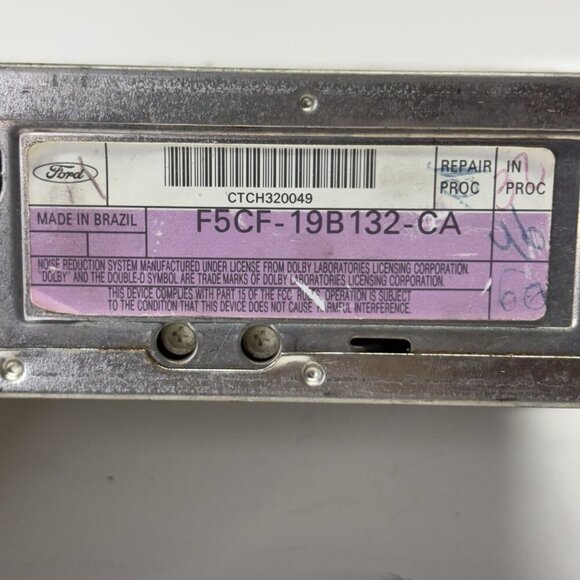 Ford
CTCH320049
REPAIR PROC
IN PROC
MADE IN BRAZIL
F5CF-19B132-CA
NOISE REDUCTION SYSTEM MANUFACTURED UNDER LICENSE FROM DOLBY LABORATORIES LICENSING CORPORATION.
"DOLBY" AND THE DOUBLE-D SYMBOL ARE TRADE MARKS OF DOLBY LABORATORIES LICENSING CORPORATION.
THIS DEVICE COMPLIES WITH PART 15 OF THE FCC RULES. OPERATION IS SUBJECT
TO THE CONDITION THAT THIS DEVICE DOES NOT CAUSE HARMFUL INTERFERENCE.
46